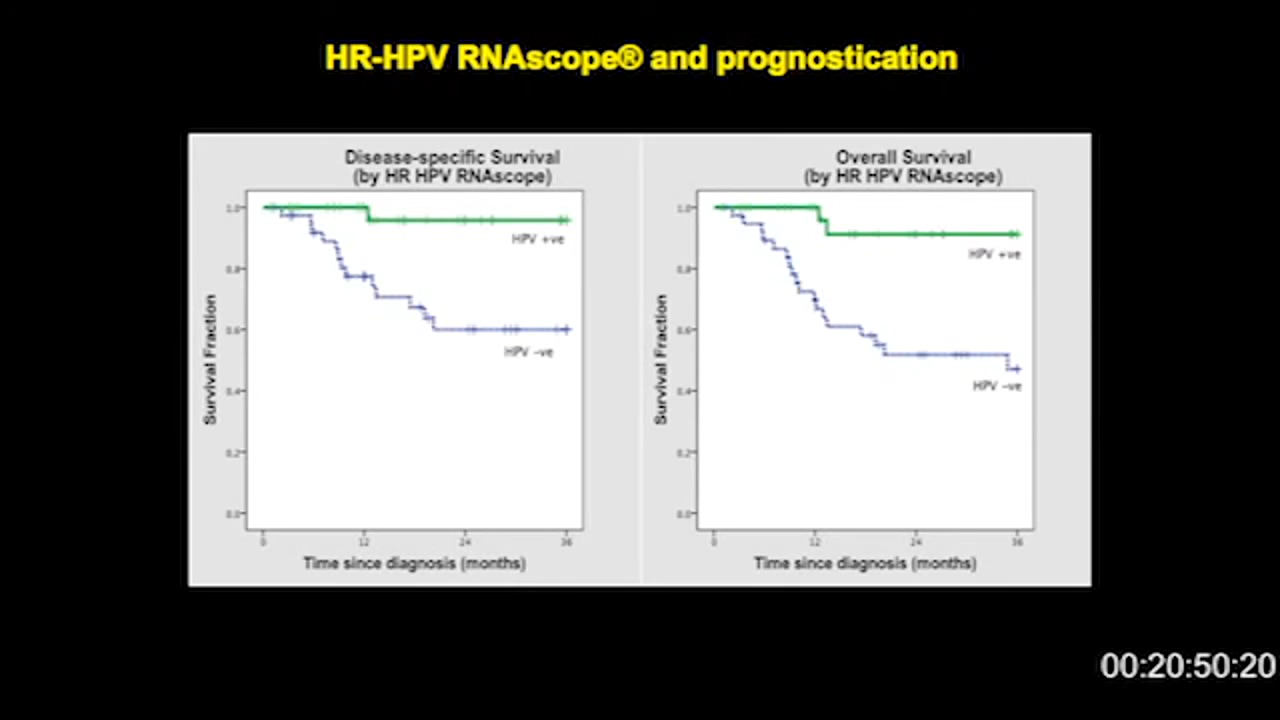 HR-HPV RNAscope® and prognostication
Disease-specific Survival
(by HR HPV RNAscope)
1.0
0.8
0.6
0.4
0.2
0.0
Survival Fraction
HPV +ve
HPV –ve
0 12 24 36
Time since diagnosis (months)
Overall Survival
(by HR HPV RNAscope)
1.0
0.8
0.6
0.4
0.2
0.0
Survival Fraction
HPV +ve
HPV –ve
0 12 24 36
Time since diagnosis (months)
00:20:50:20